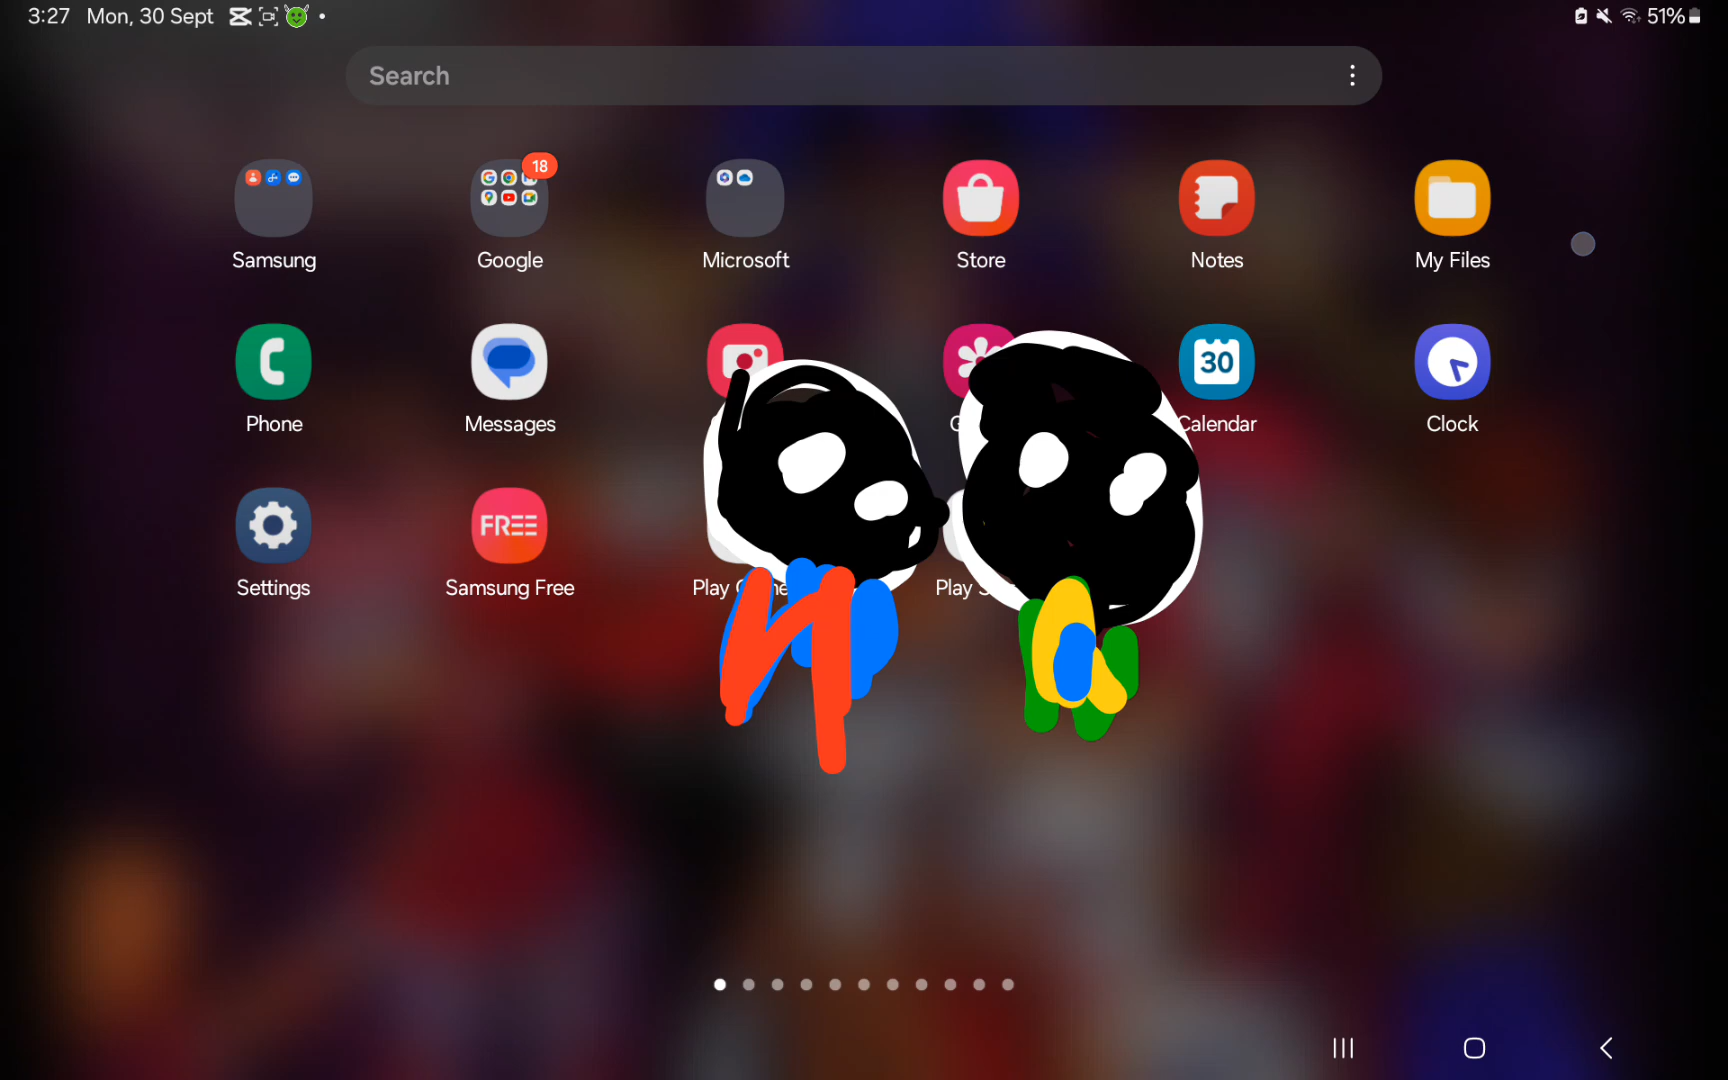 3:27 Mon, 30 Sept 51%
Search
18
Samsung Google Microsoft Store Notes My Files
30
Phone Messages Calendar Clock
FREE
Settings Samsung Free Play Play